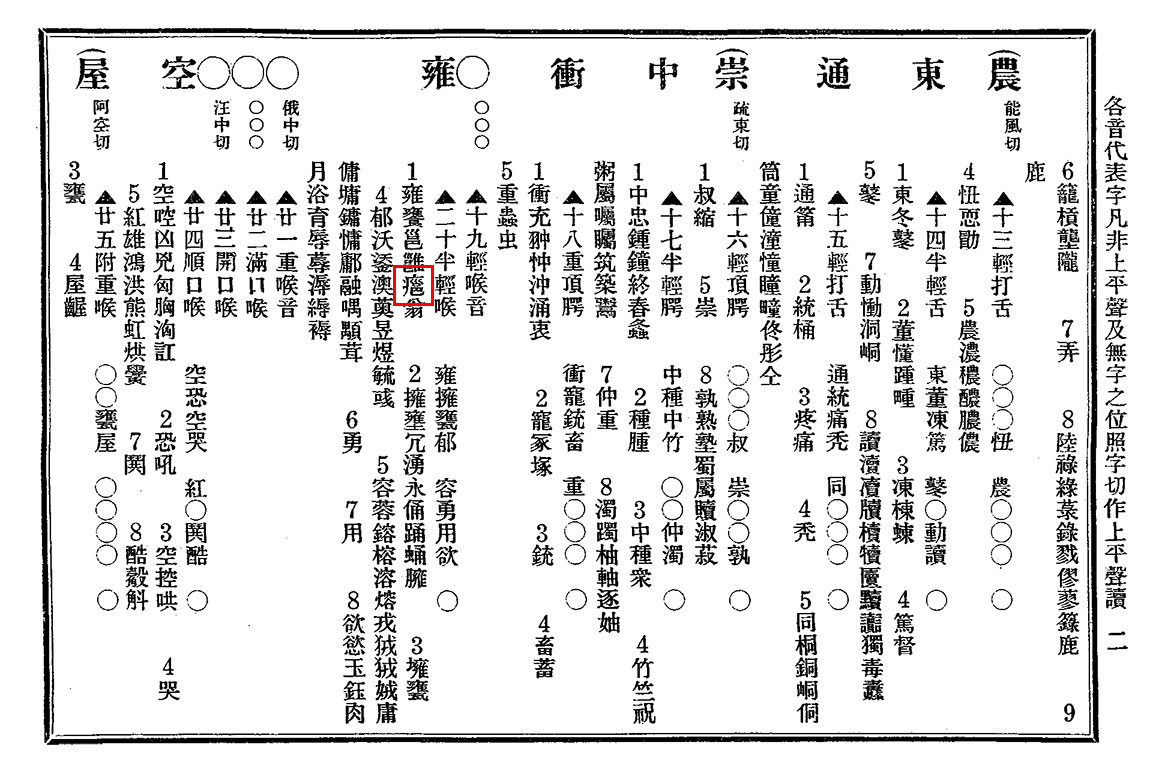 各音代表字凡非上平聲及無字之位照字切作上平聲讀 二
(農 能風切
東
通
(崇 疏東切
中
衝
○ ○○○
雍
○ 俄中切
○ ○○○
○ 汪中切
空
(屋 阿空切
6籠槓壟隴 7弄 8陸祿綠菉錄戮僇蓼籙鹿 9
鹿
▲十三輕打舌 ○○○忸 農○○○ ○
4忸恧勖 5農濃穠醲膿儂
▲十四半輕舌 東董凍篤 鼕○動讀 ○
1東冬鼕 2董懂踵㣫 3凍棟蝀 4篤督
5鼕 7動慟洞峒 8讀瀆凟牘櫝犢匵黷讟獨毒蠹
▲十五輕打舌 通統痛禿 同○○○ ○
1通筩 2統桶 3疼痛 4禿 5同桐銅峒侗
筒童僮潼憧曈疃佟彤仝
▲十六輕頂腭 ○○○叔 崇○○孰 ○
1叔縮 5崇 8孰熟塾蜀屬贖淑菽
▲十七半輕腭 中種中竹 ○○仲濁 ○
1中忠鍾鐘終舂螽 2種腫 3中種衆 4竹竺祝
粥屬囑矚筑築鬻 7仲重 8濁躅柚軸逐妯
▲十八重頂腭 衝寵銃畜 重○○○ ○
1衝充翀忡沖涌衷 2寵冢塚 3銃 4畜蓄
5重蟲虫
▲十九輕喉音
▲二十半輕喉 雍擁甕郁 容勇用欲 ○
1雍饔邕雝翁 2擁壅冗湧永俑踊蛹臃 3壅甕
4郁沃鋈澳薁昱煜毓彧 5容蓉鎔榕溶熔戎狨狨娀庸
傭墉鏞慵鄘融喁顒茸 6勇 7用 8欲慾玉鈺肉
月浴育辱蓐溽褥
▲廿一重喉音
▲廿二滿口喉
▲廿三開口喉
▲廿四順口喉 空恐空哭 紅○鬨酷 ○
1空啌凶兇匈胸洶訌 2恐吼 3空控哄 4哭
5紅雄鴻洪熊虹烘黌 7鬨 8酷觳斛
▲廿五附重喉 ○○甕屋 ○○○○ ○
3甕 4屋齷